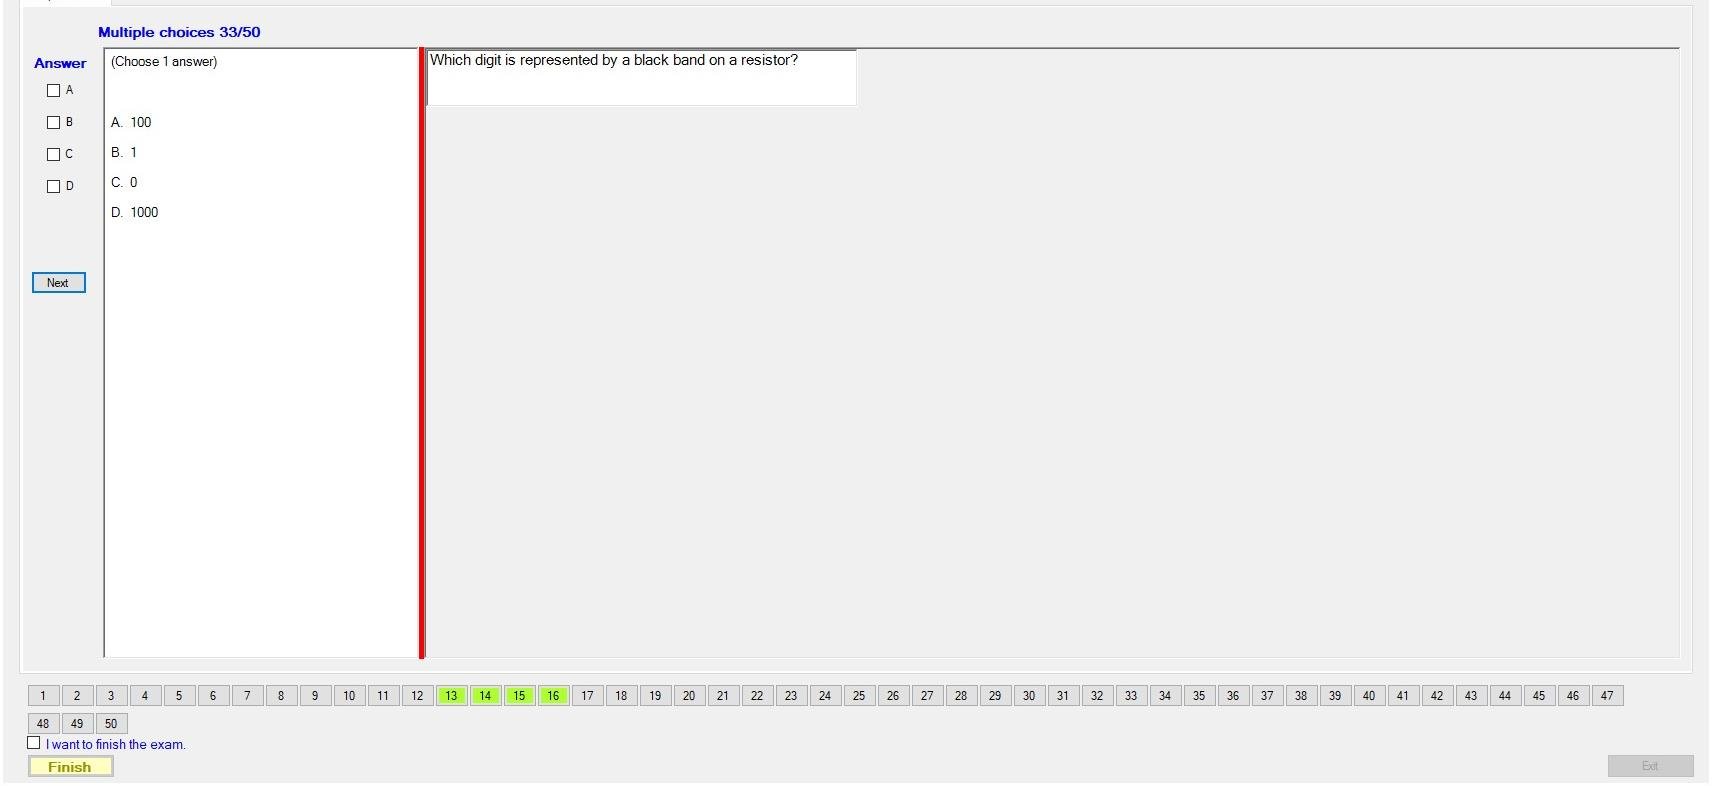 Multiple choices 33/50
Answer
A
B
C
D
Next
(Choose 1 answer)
A. 100
B. 1
C. 0
D. 1000
Which digit is represented by a black band on a resistor?
1 2 3 4 5 6 7 8 9 10 11 12 13 14 15 16 17 18 19 20 21 22 23 24 25 26 27 28 29 30 31 32 33 34 35 36 37 38 39 40 41 42 43 44 45 46 47
48 49 50
I want to finish the exam.
Finish
Exit